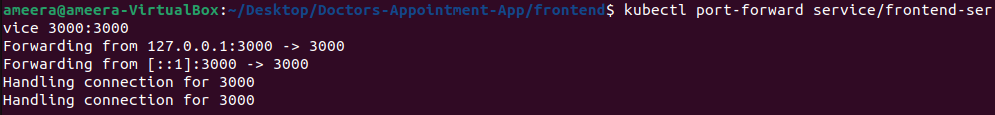 ameera@ameera-VirtualBox:~/Desktop/Doctors-Appointment-App/frontend$ kubectl port-forward service/frontend-ser
vice 3000:3000
Forwarding from 127.0.0.1:3000 -> 3000
Forwarding from [::1]:3000 -> 3000
Handling connection for 3000
Handling connection for 3000